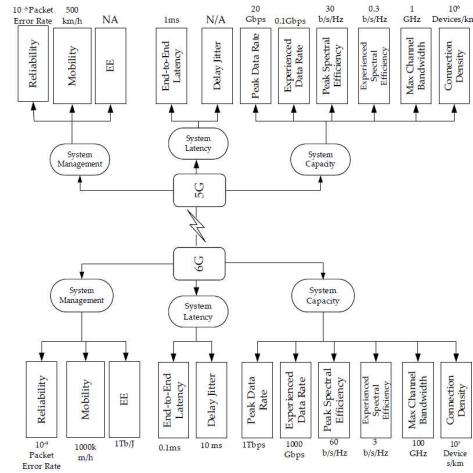 10⁻⁵Packet
Error Rate
500
km/h
NA
1ms
N/A
20
Gbps
0.1Gbps
30
b/s/Hz
0.3
b/s/Hz
1
GHz
10⁶
Devices/km
Reliability
Mobility
EE
End-to-End
Latency
Delay Jitter
Peak Data Rate
Experienced
Data Rate
Peak Spectral
Efficiency
Experienced
Spectral
Efficiency
Max Channel
Bandwidth
Connection
Density
System
Management
System
Latency
System
Capacity
5G
6G
System
Management
System
Latency
System
Capacity
Reliability
Mobility
EE
End-to-End
Latency
Delay Jitter
Peak Data
Rate
Experienced
Data Rate
Peak Spectral
Efficiency
Experienced
Spectral
Efficiency
Max Channel
Bandwidth
Connection
Density
10⁻⁹
Packet
Error Rate
1000k
m/h
1Tb/J
0.1ms
10 ms
1Tbps
1000
Gbps
60
b/s/Hz
3
b/s/Hz
100
GHz
10⁷
Device
s/km